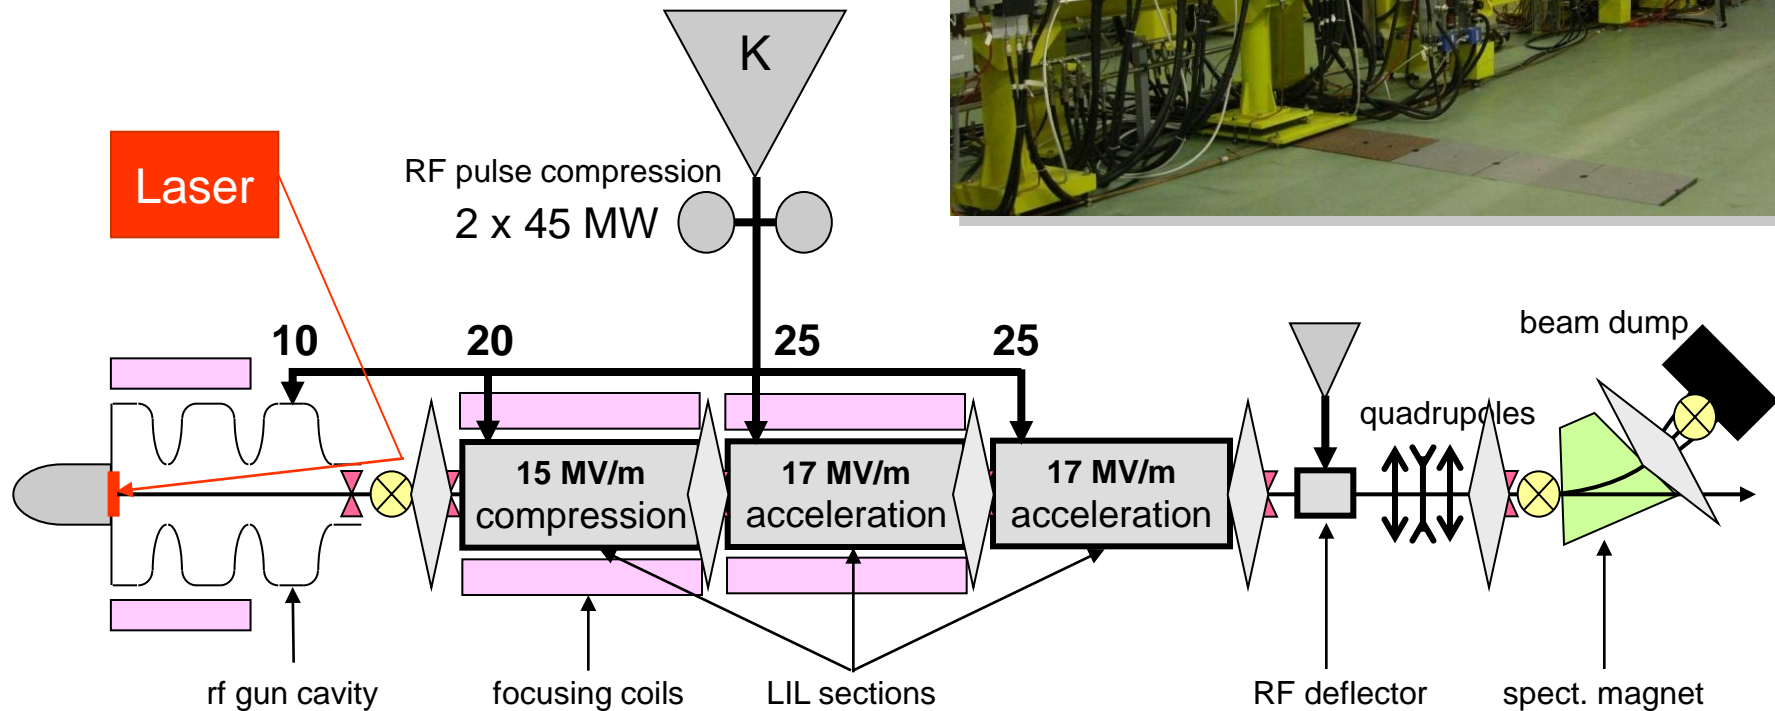 K
Laser
RF pulse compression
2 x 45 MW
10
20
25
25
beam dump
quadrupoles
15 MV/m
compression
17 MV/m
acceleration
17 MV/m
acceleration
rf gun cavity
focusing coils
LIL sections
RF deflector
spect. magnet